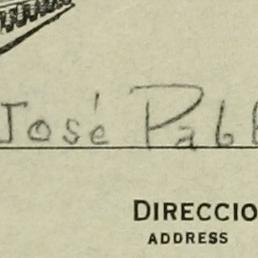 José Pabl
DIRECCIO
ADDRESS